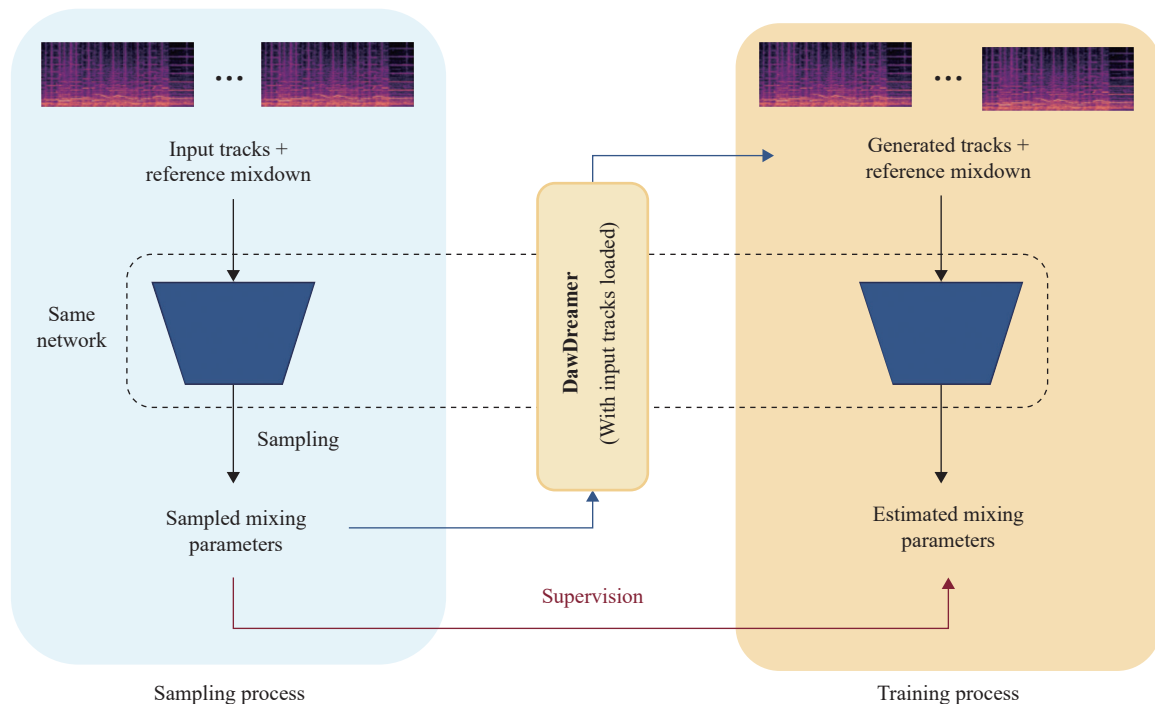 Input tracks +
reference mixdown
Same
network
Sampling
Sampled mixing
parameters
Sampling process
DawDreamer
(With input tracks loaded)
Supervision
Generated tracks +
reference mixdown
Estimated mixing
parameters
Training process